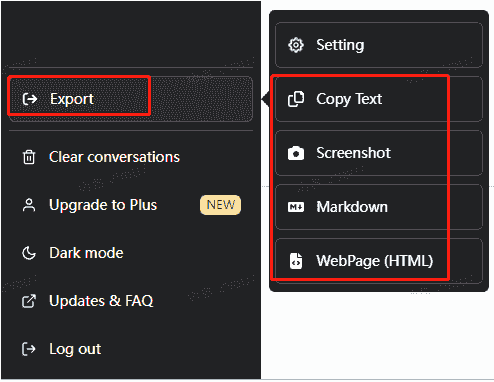 Export
Clear conversations
Upgrade to Plus NEW
Dark mode
Updates & FAQ
Log out
Setting
Copy Text
Screenshot
Markdown
WebPage (HTML)